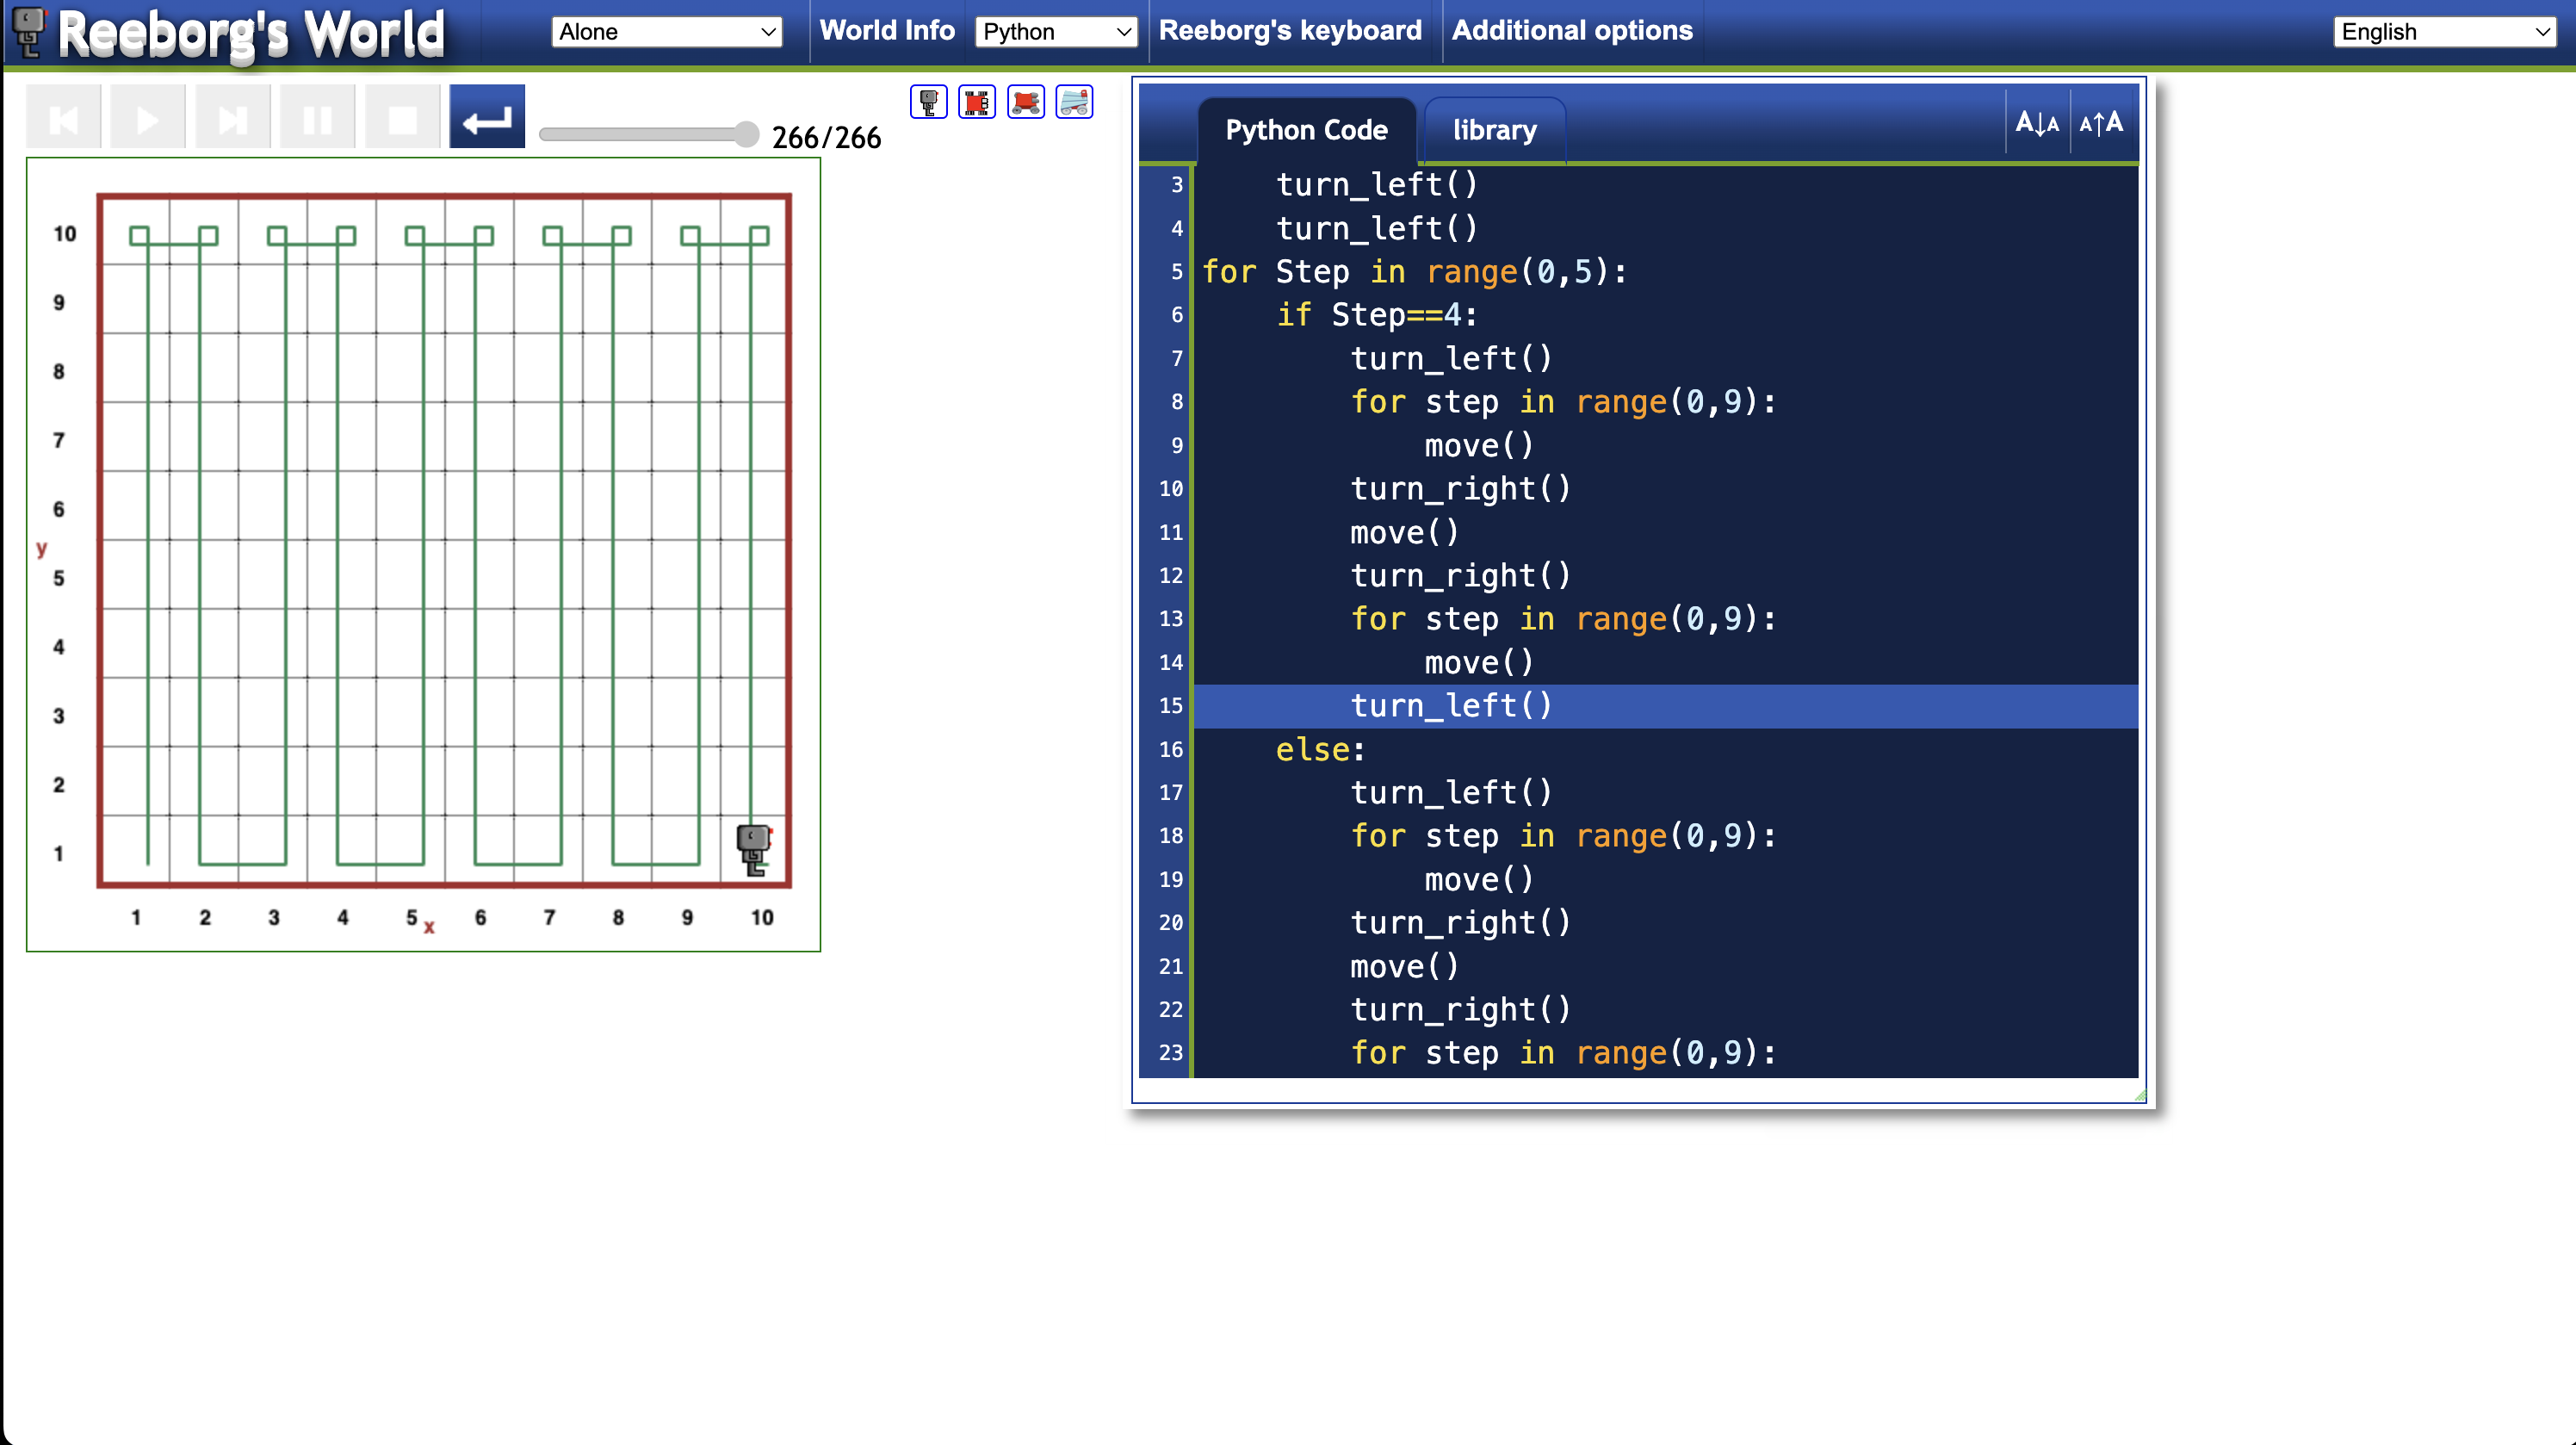 Reeborg's World
Alone
World Info
Python
Reeborg's keyboard
Additional options
English
266/266
Python Code
library
A↓A
A↑A
10
9
8
7
6
y
5
4
3
2
1
1 2 3 4 5 x 6 7 8 9 10
3 turn_left()
4 turn_left()
5 for Step in range(0,5):
6 if Step==4:
7 turn_left()
8 for step in range(0,9):
9 move()
10 turn_right()
11 move()
12 turn_right()
13 for step in range(0,9):
14 move()
15 turn_left()
16 else:
17 turn_left()
18 for step in range(0,9):
19 move()
20 turn_right()
21 move()
22 turn_right()
23 for step in range(0,9):